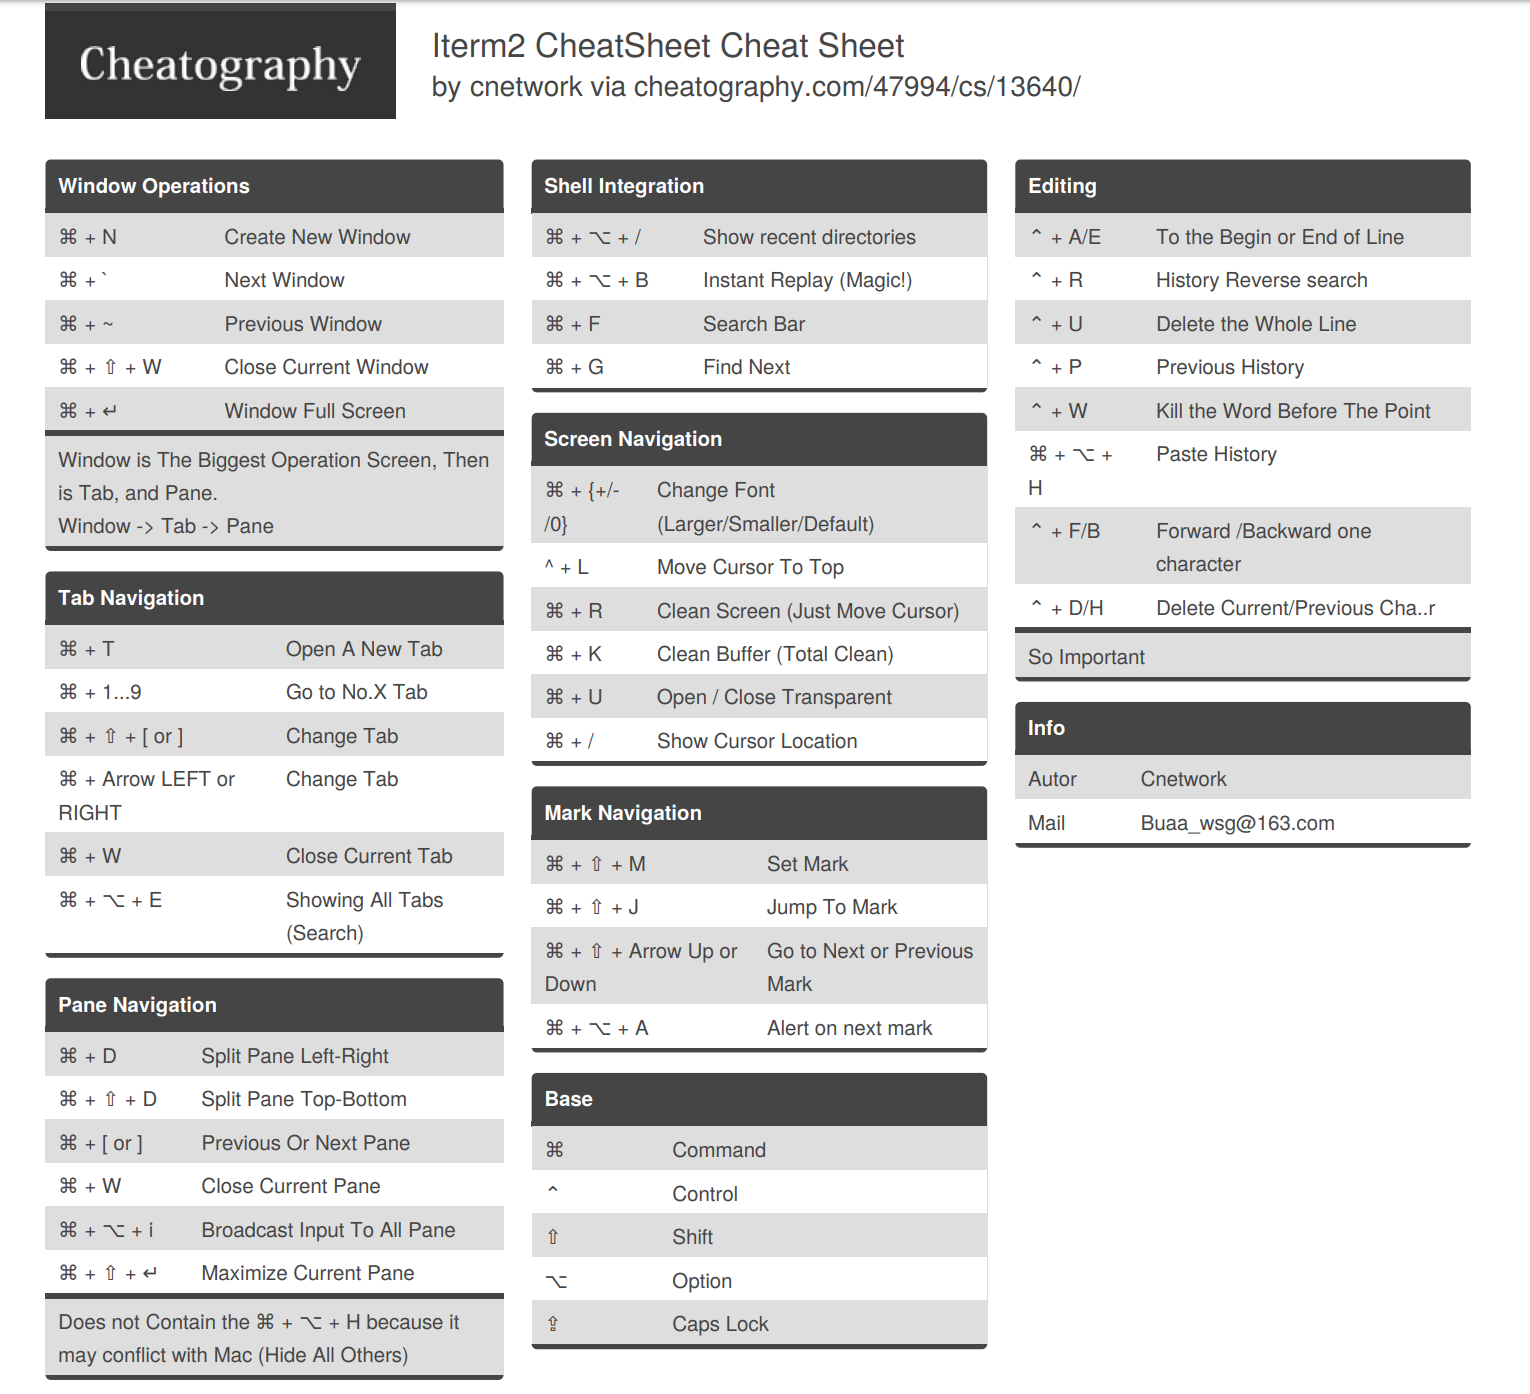 Cheatography
Iterm2 CheatSheet Cheat Sheet
by cnetwork via cheatography.com/47994/cs/13640/
Window Operations
⌘ + N Create New Window
⌘ + ` Next Window
⌘ + ~ Previous Window
⌘ + ⇧ + W Close Current Window
⌘ + ↵ Window Full Screen
Window is The Biggest Operation Screen, Then
is Tab, and Pane.
Window -> Tab -> Pane
Tab Navigation
⌘ + T Open A New Tab
⌘ + 1...9 Go to No.X Tab
⌘ + ⇧ + [ or ] Change Tab
⌘ + Arrow LEFT or Change Tab
RIGHT
⌘ + W Close Current Tab
⌘ + ⌥ + E Showing All Tabs
(Search)
Pane Navigation
⌘ + D Split Pane Left-Right
⌘ + ⇧ + D Split Pane Top-Bottom
⌘ + [ or ] Previous Or Next Pane
⌘ + W Close Current Pane
⌘ + ⌥ + i Broadcast Input To All Pane
⌘ + ⇧ + ↵ Maximize Current Pane
Does not Contain the ⌘ + ⌥ + H because it
may conflict with Mac (Hide All Others)
Shell Integration
⌘ + ⌥ + / Show recent directories
⌘ + ⌥ + B Instant Replay (Magic!)
⌘ + F Search Bar
⌘ + G Find Next
Screen Navigation
⌘ + {+/- Change Font
/0} (Larger/Smaller/Default)
^ + L Move Cursor To Top
⌘ + R Clean Screen (Just Move Cursor)
⌘ + K Clean Buffer (Total Clean)
⌘ + U Open / Close Transparent
⌘ + / Show Cursor Location
Mark Navigation
⌘ + ⇧ + M Set Mark
⌘ + ⇧ + J Jump To Mark
⌘ + ⇧ + Arrow Up or Go to Next or Previous
Down Mark
⌘ + ⌥ + A Alert on next mark
Base
⌘ Command
⌃ Control
⇧ Shift
⌥ Option
⇪ Caps Lock
Editing
⌃ + A/E To the Begin or End of Line
⌃ + R History Reverse search
⌃ + U Delete the Whole Line
⌃ + P Previous History
⌃ + W Kill the Word Before The Point
⌘ + ⌥ + Paste History
H
⌃ + F/B Forward /Backward one
character
⌃ + D/H Delete Current/Previous Cha..r
So Important
Info
Autor Cnetwork
Mail Buaa_wsg@163.com